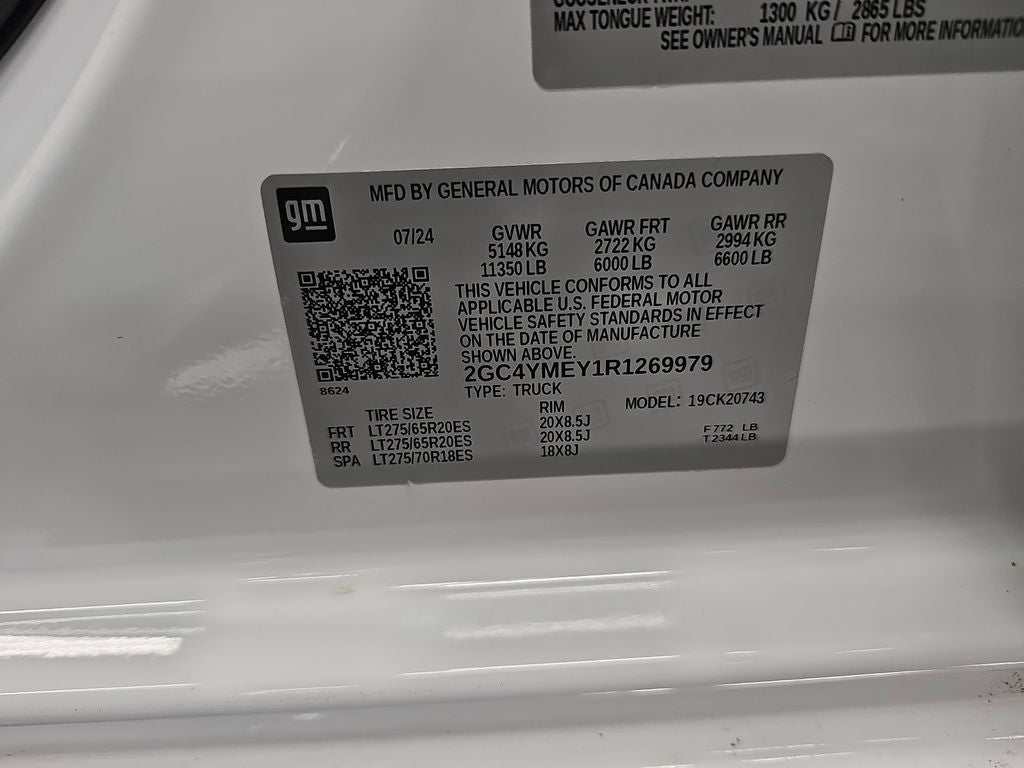 MAX TONGUE WEIGHT: 1300 KG / 2865 LBS
SEE OWNER'S MANUAL FOR MORE INFORMATION
gm
MFD BY GENERAL MOTORS OF CANADA COMPANY
07/24 GVWR GAWR FRT GAWR RR
5148 KG 2722 KG 2994 KG
11350 LB 6000 LB 6600 LB
THIS VEHICLE CONFORMS TO ALL
APPLICABLE U.S. FEDERAL MOTOR
VEHICLE SAFETY STANDARDS IN EFFECT
ON THE DATE OF MANUFACTURE
SHOWN ABOVE.
2GC4YMEY1R1269979
8624
TYPE: TRUCK
MODEL: 19CK20743
TIRE SIZE RIM
FRT LT275/65R20ES 20X8.5J
RR LT275/65R20ES 20X8.5J
SPA LT275/70R18ES 18X8J
F 772 LB
T 2344 LB